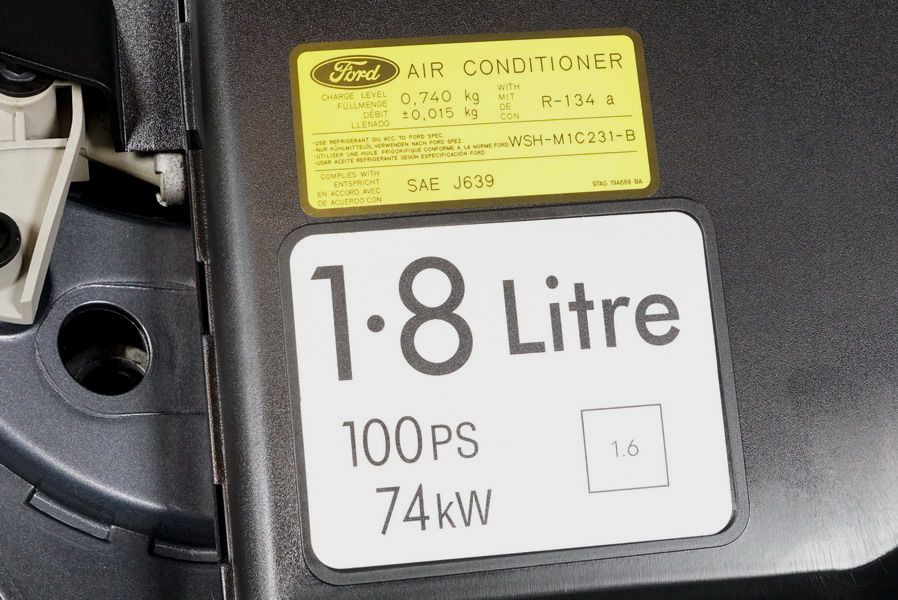 Ford AIR CONDITIONER
CHARGE LEVEL
FÜLLMENGE
DÉBIT
LLENADO
0,740 kg
±0,015 kg
WITH
MIT
DE
CON
R-134 a
-USE REFRIGERANT OIL ACC. TO FORD SPEC.
-NUR KÜHLMITTELÖL VERWENDEN NACH FORD SPEZ.
-UTILISER UNE HUILE FRIGORIFIQUE CONFORME A LA NORME FORD
-USAR ACEITE REFRIGERANTE SEGÚN ESPECIFICACIÓN FORD
WSH-M1C231-B
COMPLIES WITH
ENTSPRICHT
EN ACCORD AVEC
DE ACUERDO CON
SAE J639
97AG 19A688 BA
1·8 Litre
100PS
74kW
1.6